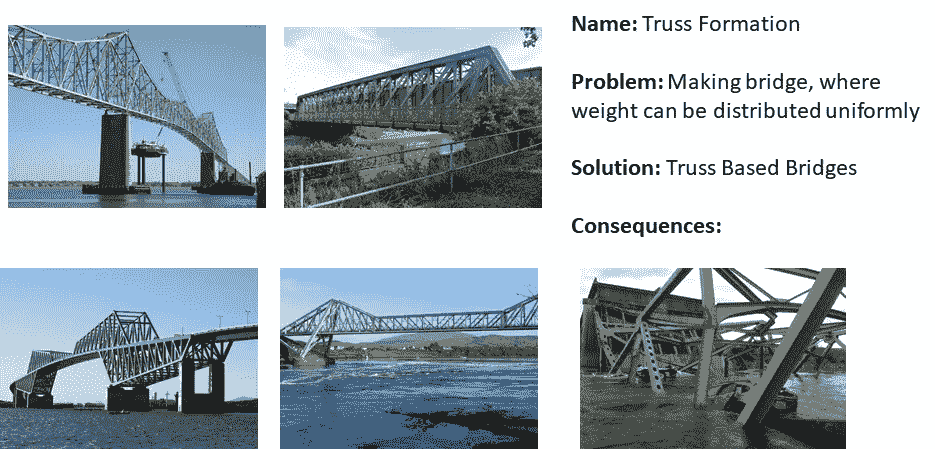 Name: Truss Formation
Problem: Making bridge, where
weight can be distributed uniformly
Solution: Truss Based Bridges
Consequences: